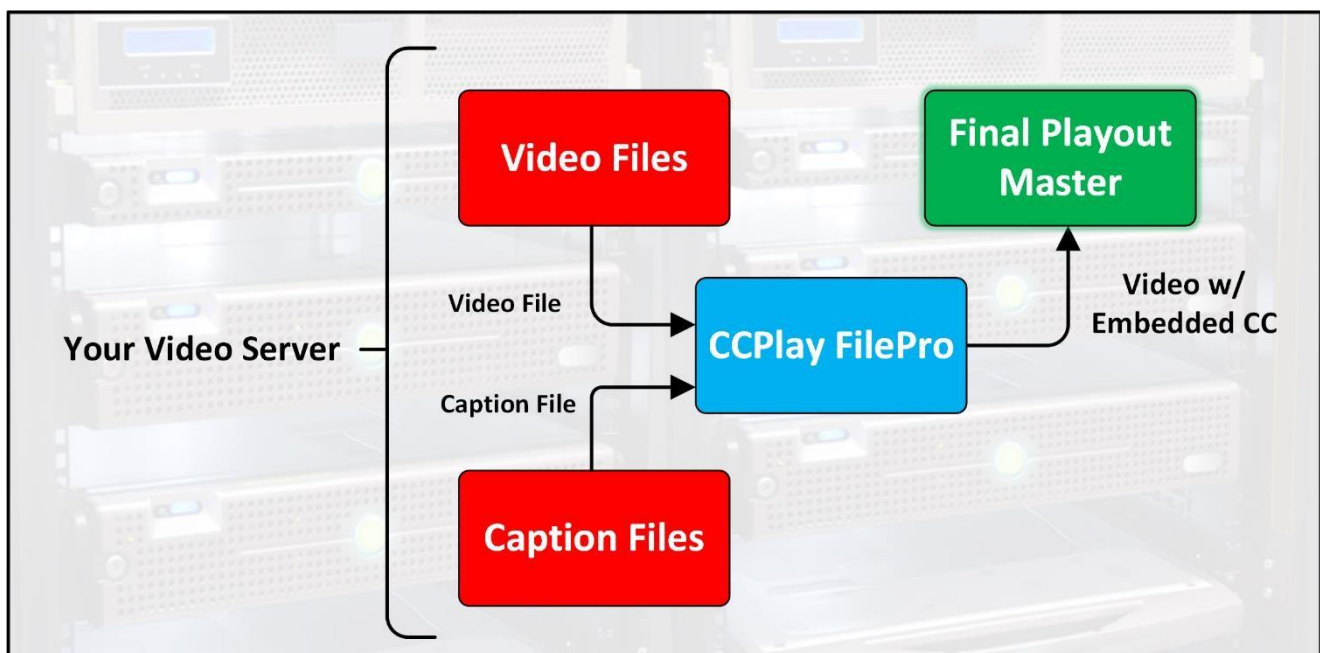 Your Video Server
Video Files
Video File
Caption File
Caption Files
CCPlay FilePro
Video w/
Embedded CC
Final Playout
Master